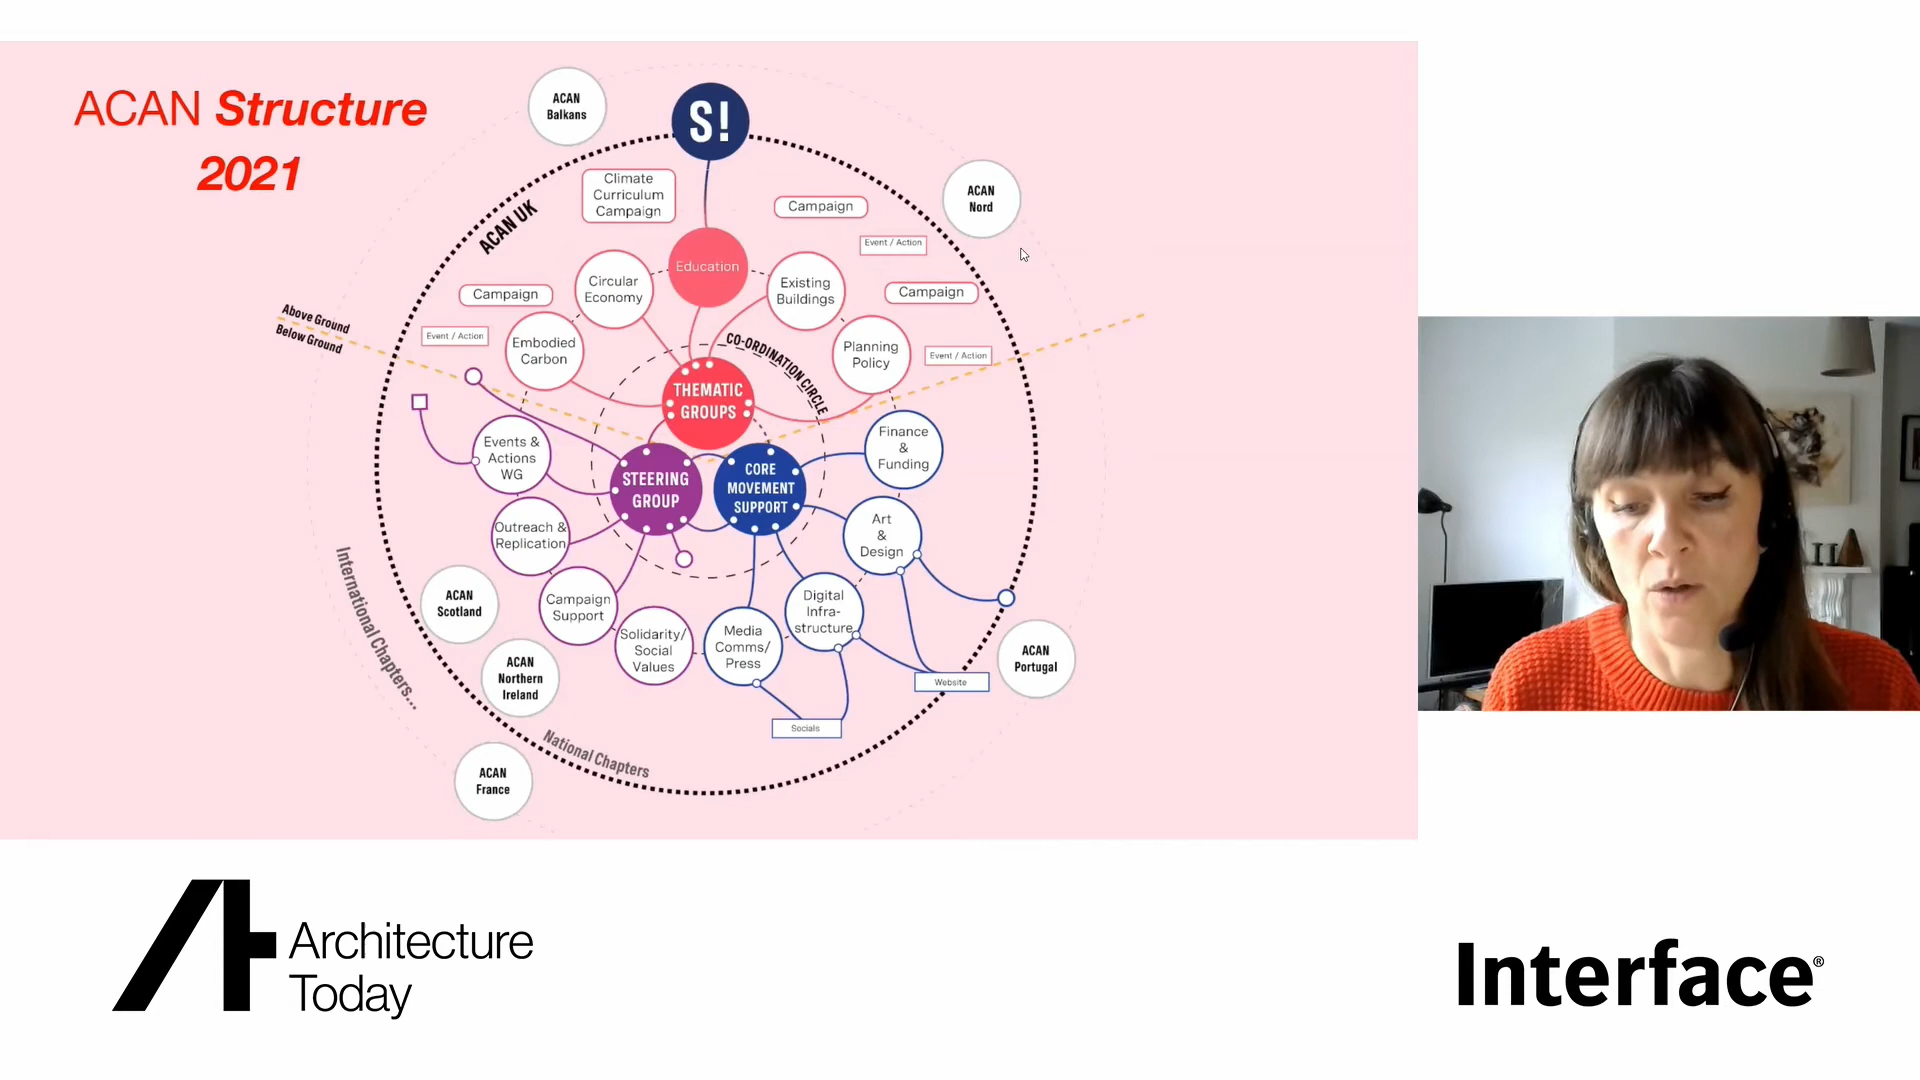 ACAN Structure
2021
ACAN
Balkans
S!
ACAN
Nord
Climate
Curriculum
Campaign
Campaign
Event / Action
ACAN UK
Education
Circular
Economy
Existing
Buildings
Campaign
Campaign
Above Ground
Below Ground
Event / Action
Embodied
Carbon
CO-ORDINATION CIRCLE
Planning
Policy
Event / Action
THEMATIC
GROUPS
Events &
Actions
WG
STEERING
GROUP
CORE
MOVEMENT
SUPPORT
Finance
&
Funding
Outreach &
Replication
Art
&
Design
International Chapters...
ACAN
Scotland
Campaign
Support
Solidarity/
Social
Values
Media
Comms/
Press
Digital
Infra-
structure
ACAN
Northern
Ireland
ACAN
Portugal
Website
Socials
National Chapters
ACAN
France
Architecture
Today
Interface®